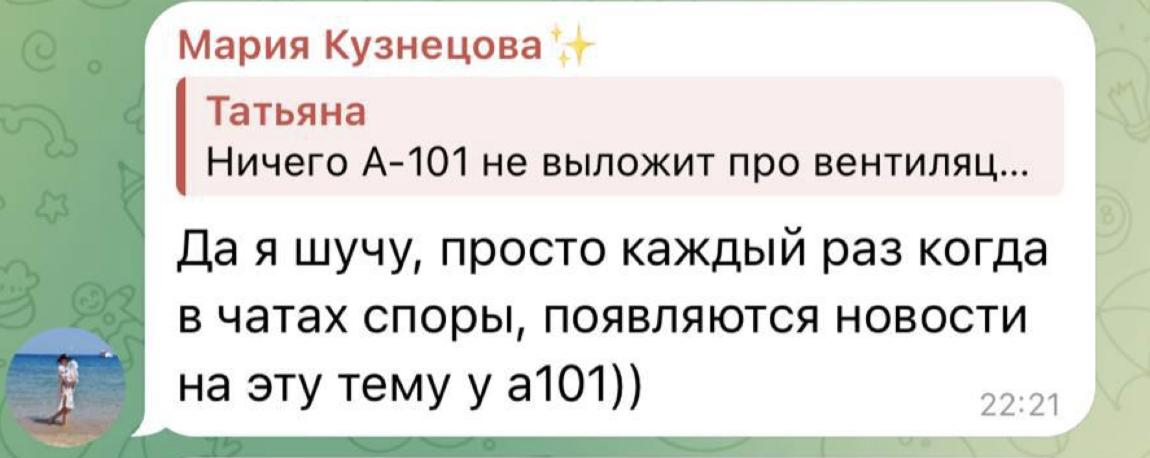 Мария Кузнецова✨
Татьяна
Ничего А-101 не выложит про вентиляц...
Да я шучу, просто каждый раз когда
в чатах споры, появляются новости
на эту тему у а101))
22:21